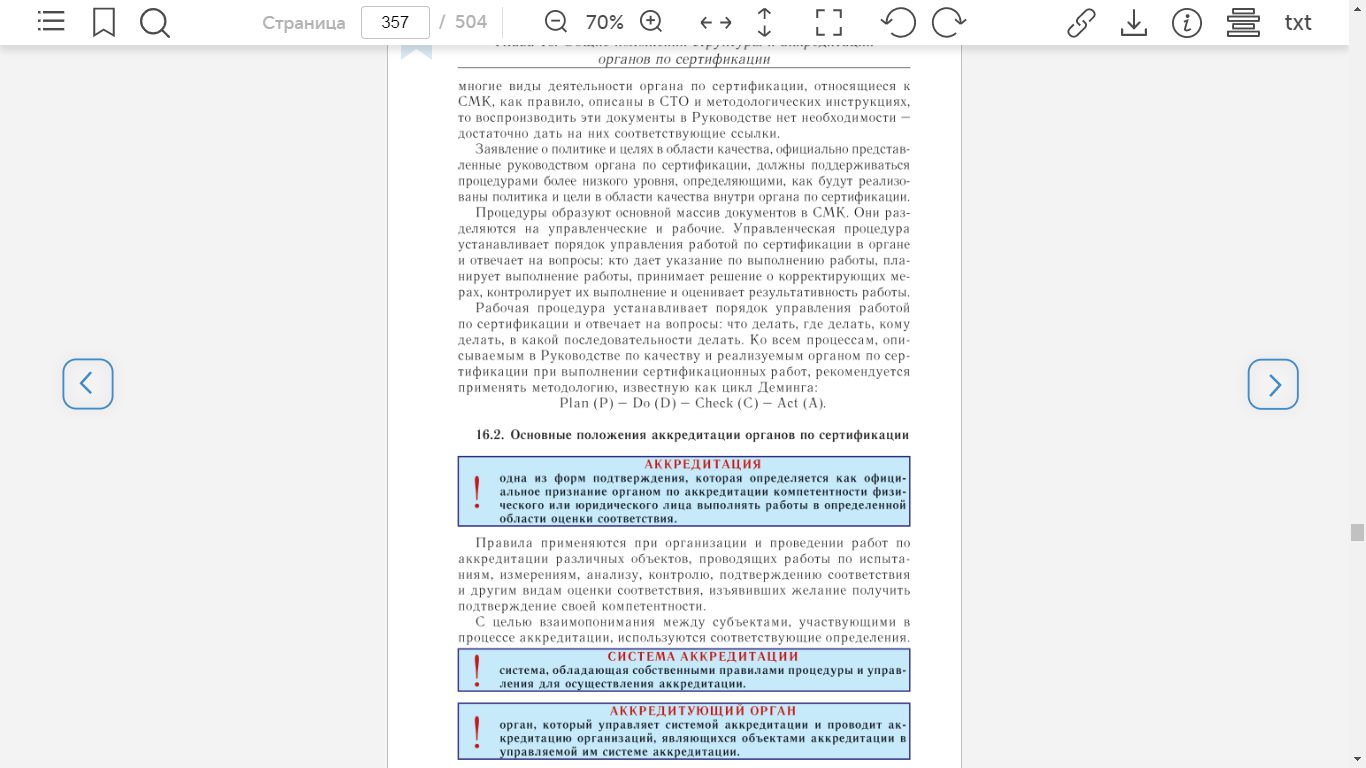 Страница 357 / 504 70% txt
органов по сертификации
многие виды деятельности органа по сертификации, относящиеся к
СМК, как правило, описаны в СТО и методологических инструкциях,
то воспроизводить эти документы в Руководстве нет необходимости —
достаточно дать на них соответствующие ссылки.
Заявление о политике и целях в области качества, официально представ-
ленные руководством органа по сертификации, должны поддерживаться
процедурами более низкого уровня, определяющими, как будут реализо-
ваны политика и цели в области качества внутри органа по сертификации.
Процедуры образуют основной массив документов в СМК. Они раз-
деляются на управленческие и рабочие. Управленческая процедура
устанавливает порядок управления работой по сертификации в органе
и отвечает на вопросы: кто дает указание по выполнению работы, пла-
нирует выполнение работы, принимает решение о корректирующих ме-
рах, контролирует их выполнение и оценивает результативность работы.
Рабочая процедура устанавливает порядок управления работой
по сертификации и отвечает на вопросы: что делать, где делать, кому
делать, в какой последовательности делать. Ко всем процессам, опи-
сываемым в Руководстве по качеству и реализуемым органом по сер-
тификации при выполнении сертификационных работ, рекомендуется
применять методологию, известную как цикл Деминга:
Plan (P) — Do (D) — Check (C) — Act (A).
16.2. Основные положения аккредитации органов по сертификации
АККРЕДИТАЦИЯ
! одна из форм подтверждения, которая определяется как офици-
альное признание органом по аккредитации компетентности физи-
ческого или юридического лица выполнять работы в определенной
области оценки соответствия.
Правила применяются при организации и проведении работ по
аккредитации различных объектов, проводящих работы по испыта-
ниям, измерениям, анализу, контролю, подтверждению соответствия
и другим видам оценки соответствия, изъявивших желание получить
подтверждение своей компетентности.
С целью взаимопонимания между субъектами, участвующими в
процессе аккредитации, используются соответствующие определения.
СИСТЕМА АККРЕДИТАЦИИ
! система, обладающая собственными правилами процедуры и управ-
ления для осуществления аккредитации.
АККРЕДИТУЮЩИЙ ОРГАН
! орган, который управляет системой аккредитации и проводит ак-
кредитацию организаций, являющихся объектами аккредитации в
управляемой им системе аккредитации.